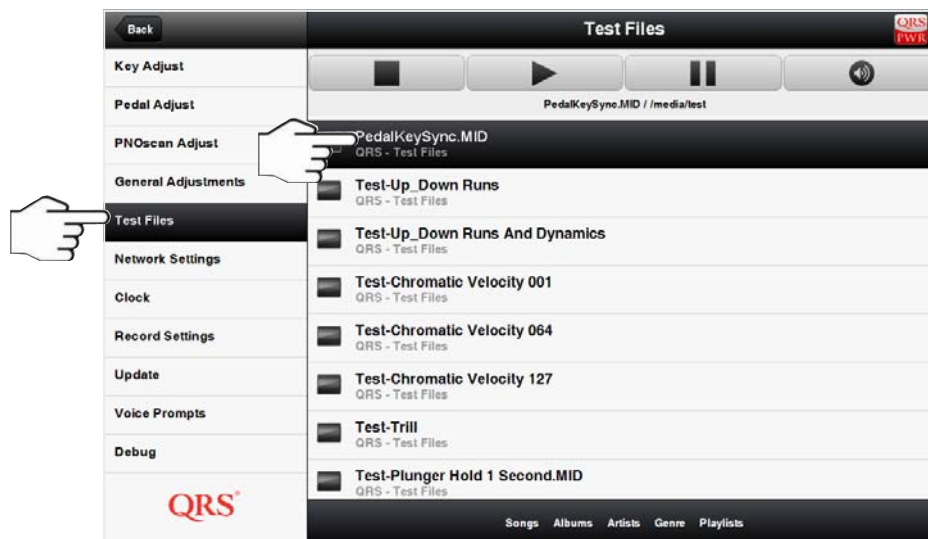 Back
Test Files
QRS
PWR
Key Adjust
Pedal Adjust
PNOscan Adjust
General Adjustments
Test Files
Network Settings
Clock
Record Settings
Update
Voice Prompts
Debug
QRS®
PedalKeySync.MID / /media/test
PedalKeySync.MID
QRS - Test Files
Test-Up_Down Runs
QRS - Test Files
Test-Up_Down Runs And Dynamics
QRS - Test Files
Test-Chromatic Velocity 001
QRS - Test Files
Test-Chromatic Velocity 064
QRS - Test Files
Test-Chromatic Velocity 127
QRS - Test Files
Test-Trill
QRS - Test Files
Test-Plunger Hold 1 Second.MID
QRS - Test Files
Songs Albums Artists Genre Playlists